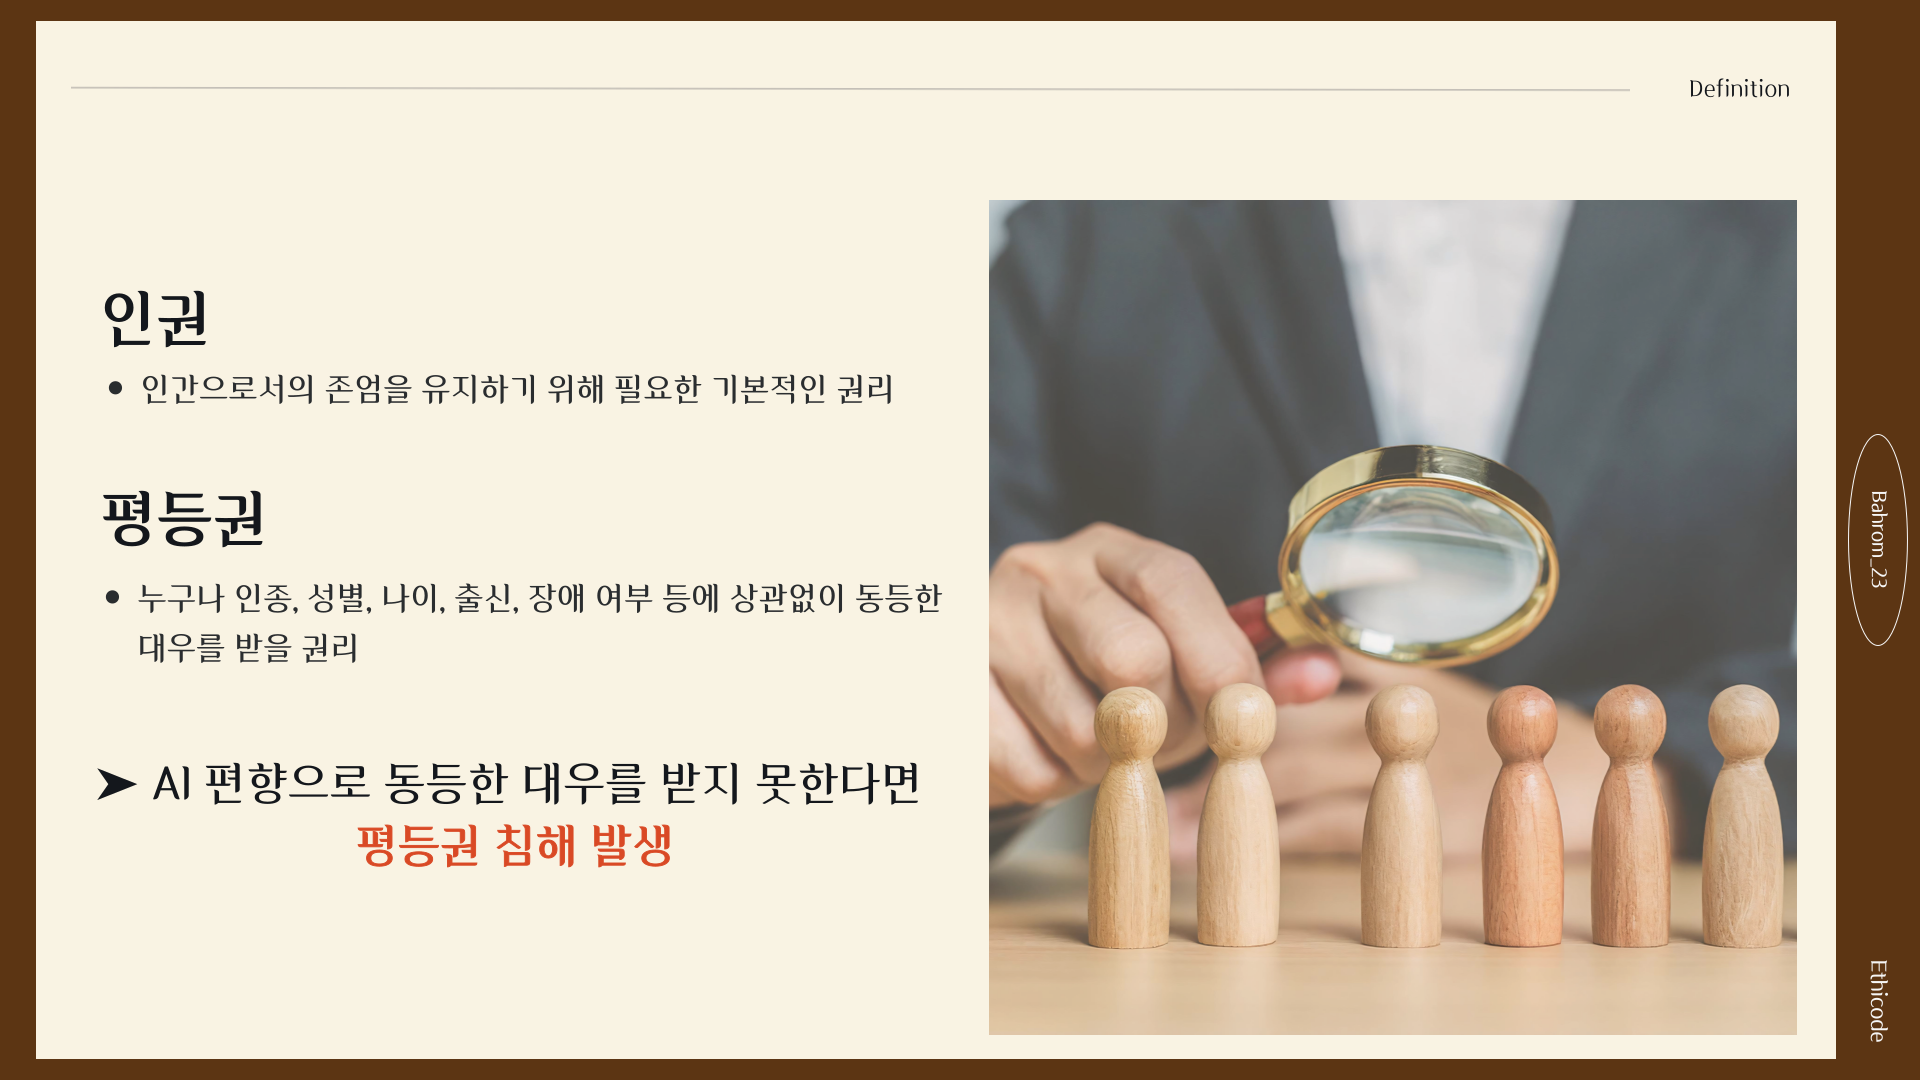 Definition
인권
• 인간으로서의 존엄을 유지하기 위해 필요한 기본적인 권리
평등권
• 누구나 인종, 성별, 나이, 출신, 장애 여부 등에 상관없이 동등한
대우를 받을 권리
➤ AI 편향으로 동등한 대우를 받지 못한다면
평등권 침해 발생
Bahrom_23
Ethicode